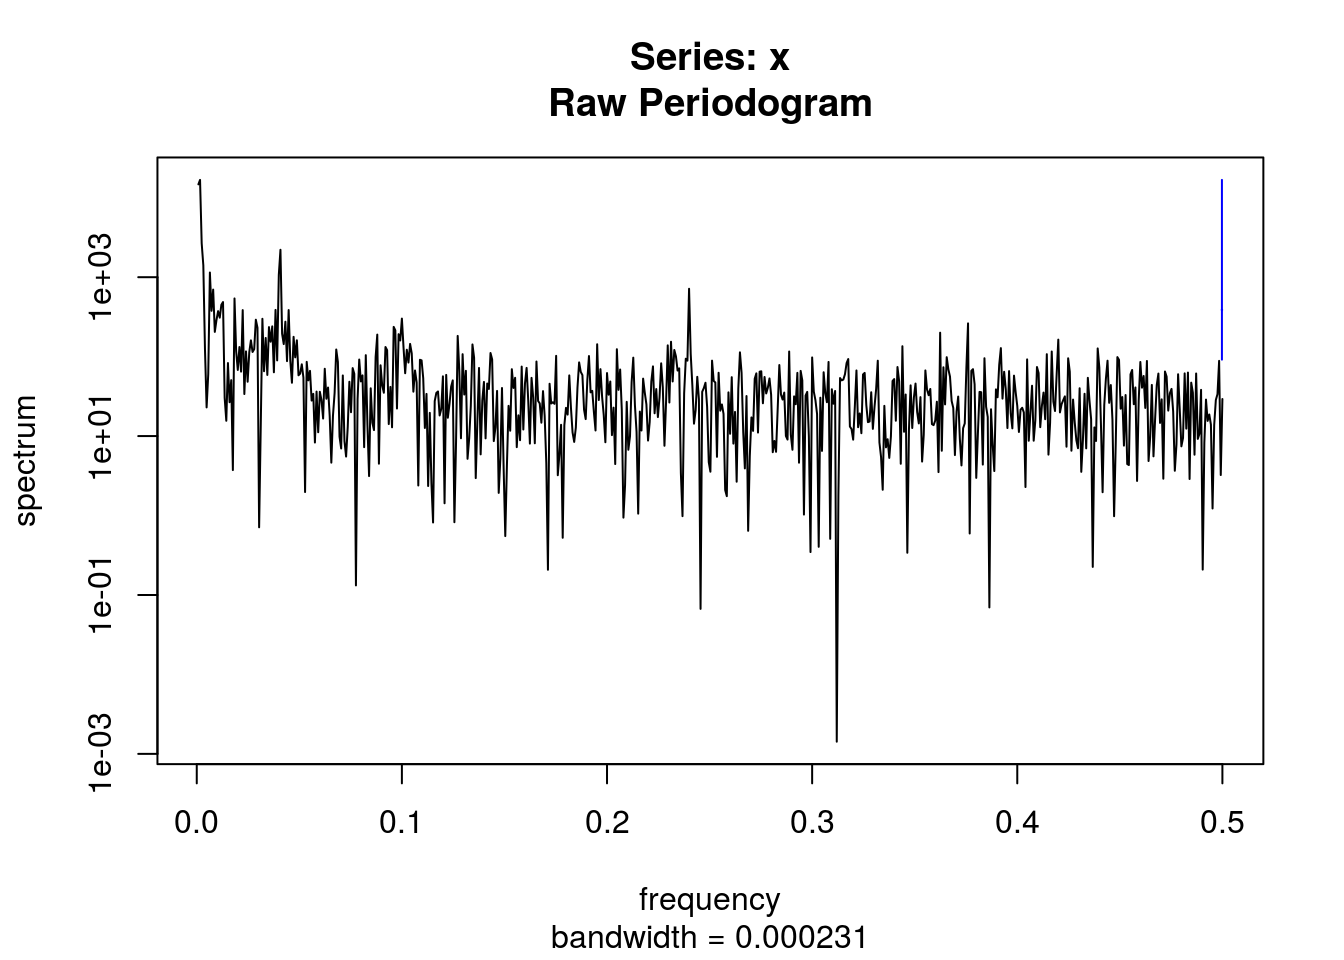 Series: x
Raw Periodogram
spectrum
1e+03
1e+01
1e-01
1e-03
0.0 0.1 0.2 0.3 0.4 0.5
frequency
bandwidth = 0.000231